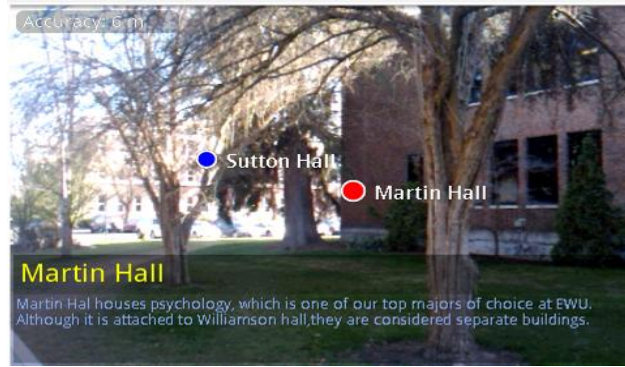 Accuracy: 6 m
Sutton Hall
Martin Hall
Martin Hall
Martin Hal houses psychology, which is one of our top majors of choice at EWU.
Although it is attached to Williamson hall,they are considered separate buildings.